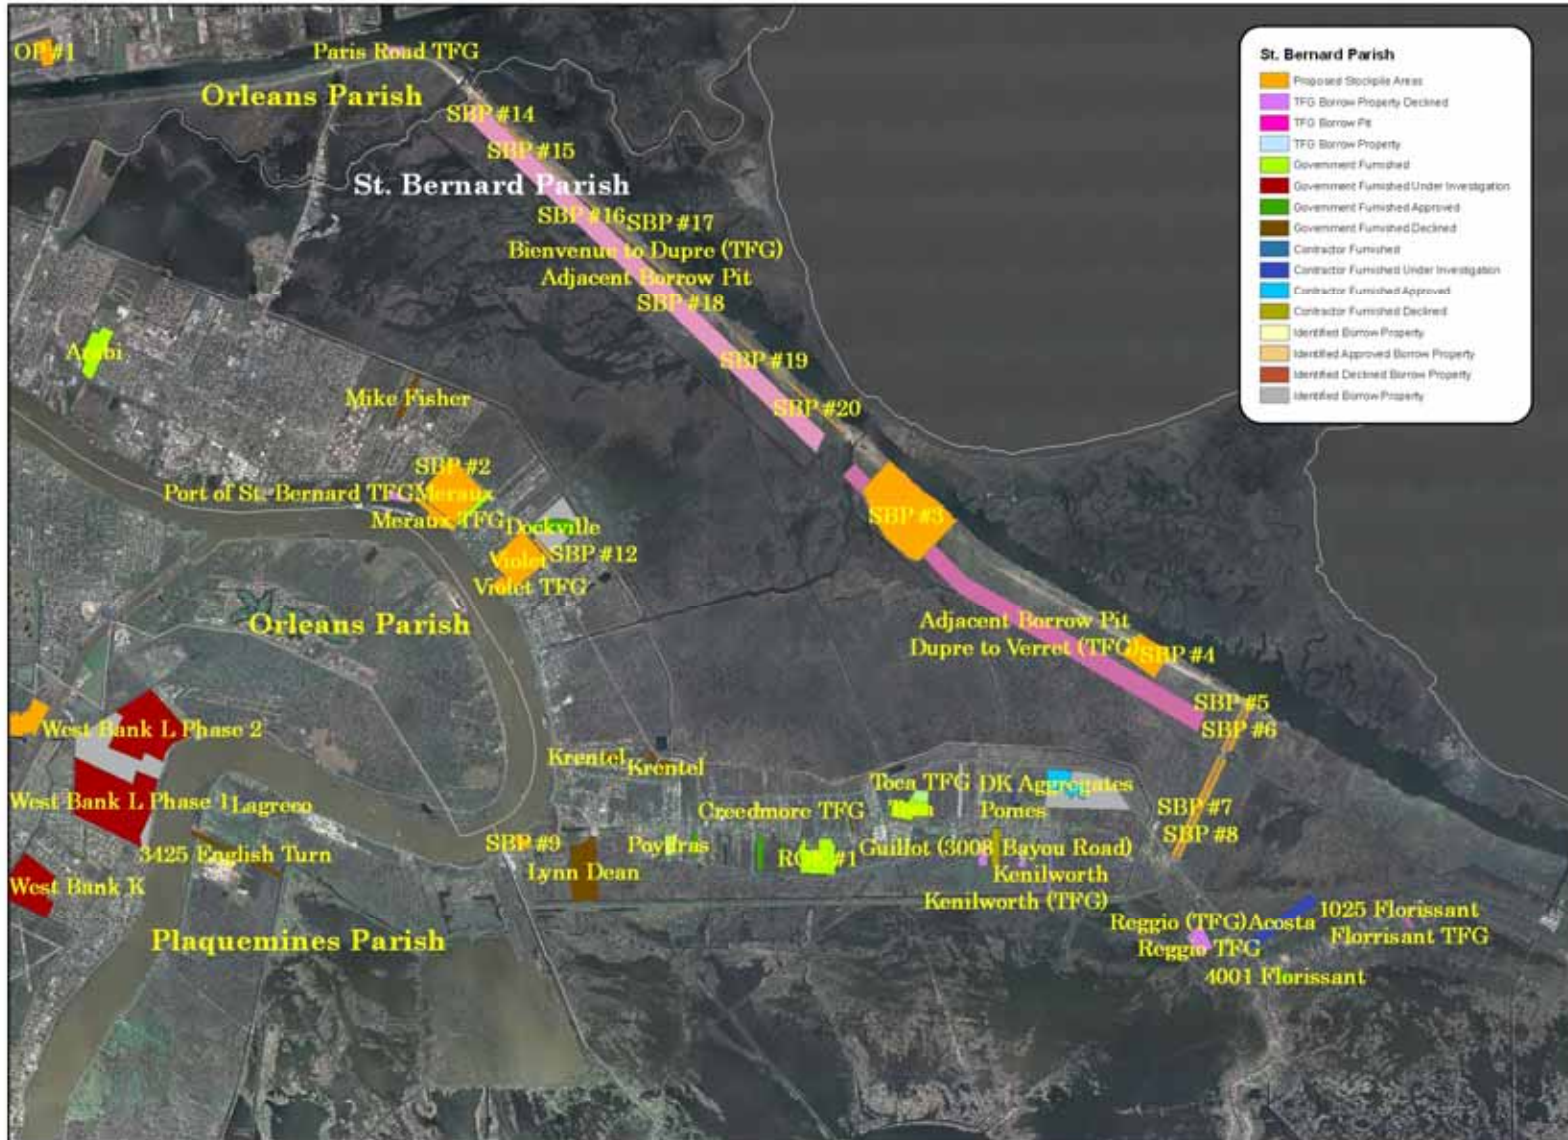 OP #1
Paris Road TFG
Orleans Parish
SBP #14
SBP #15
St. Bernard Parish
SBP #16
SBP #17
Bienvenue to Dupre (TFG)
Adjacent Borrow Pit
SBP #18
SBP #19
SBP #20
Mike Fisher
SBP #2
Port of St. Bernard TFG
Meraux
Meraux TFG
Dockville
SBP #12
Violet
Violet TFG
SBP #3
Orleans Parish
Adjacent Borrow Pit
Dupre to Verret (TFG)
SBP #4
SBP #5
SBP #6
West Bank L Phase 2
Krentel
Krentel
Toca TFG
DK Aggregates
West Bank L Phase 1
Lagreco
Creedmore TFG
Pomes
SBP #7
SBP #8
3425 English Turn
SBP #9
Poydras
#1
Guillot (3008 Bayou Road)
Lynn Dean
Kenilworth
West Bank K
Kenilworth (TFG)
Plaquemines Parish
Reggio (TFG)
Acosta
1025 Florissant
Reggio TFG
Florrisant TFG
4001 Florissant
St. Bernard Parish
Proposed Stockpile Areas
TFG Borrow Property Declined
TFG Borrow Pit
TFG Borrow Property
Government Furnished
Government Furnished Under Investigation
Government Furnished Approved
Government Furnished Declined
Contractor Furnished
Contractor Furnished Under Investigation
Contractor Furnished Approved
Contractor Furnished Declined
Identified Borrow Property
Identified Approved Borrow Property
Identified Declined Borrow Property
Identified Borrow Property